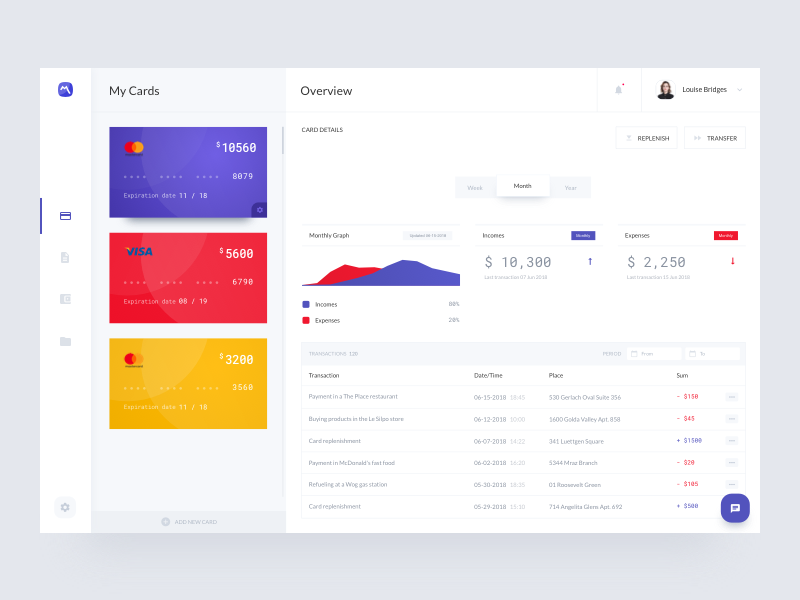 My Cards
Overview
Louise Bridges
$10560
8079
Expiration date 11 / 18
VISA
$5600
6790
Expiration date 08 / 19
$3200
3560
Expiration date 11 / 18
ADD NEW CARD
CARD DETAILS
REPLENISH
TRANSFER
Week
Month
Year
Monthly Graph
Incomes
80%
Expenses
20%
Incomes
Monthly
$ 10,300
Last transaction 07 Jun 2018
Expenses
Monthly
$ 2,250
Last transaction 15 Jun 2018
TRANSACTIONS 120
PERIOD
From
To
Transaction Date/Time Place Sum
Payment in a The Place restaurant 06-15-2018 18:45 538 Gerlach Oval Suite 356 - $150
Buying products in the Le Silpo store 06-12-2018 10:00 1600 Golda Valley Apt. 858 - $45
Card replenishment 06-07-2018 14:22 341 Luettgen Square + $1500
Payment in McDonald's fast food 06-02-2018 16:20 5344 Mraz Branch - $20
Refueling at a Wog gas station 05-30-2018 18:35 01 Roosevelt Green - $105
Card replenishment 05-29-2018 15:10 714 Angelita Glens Apt. 692 + $500